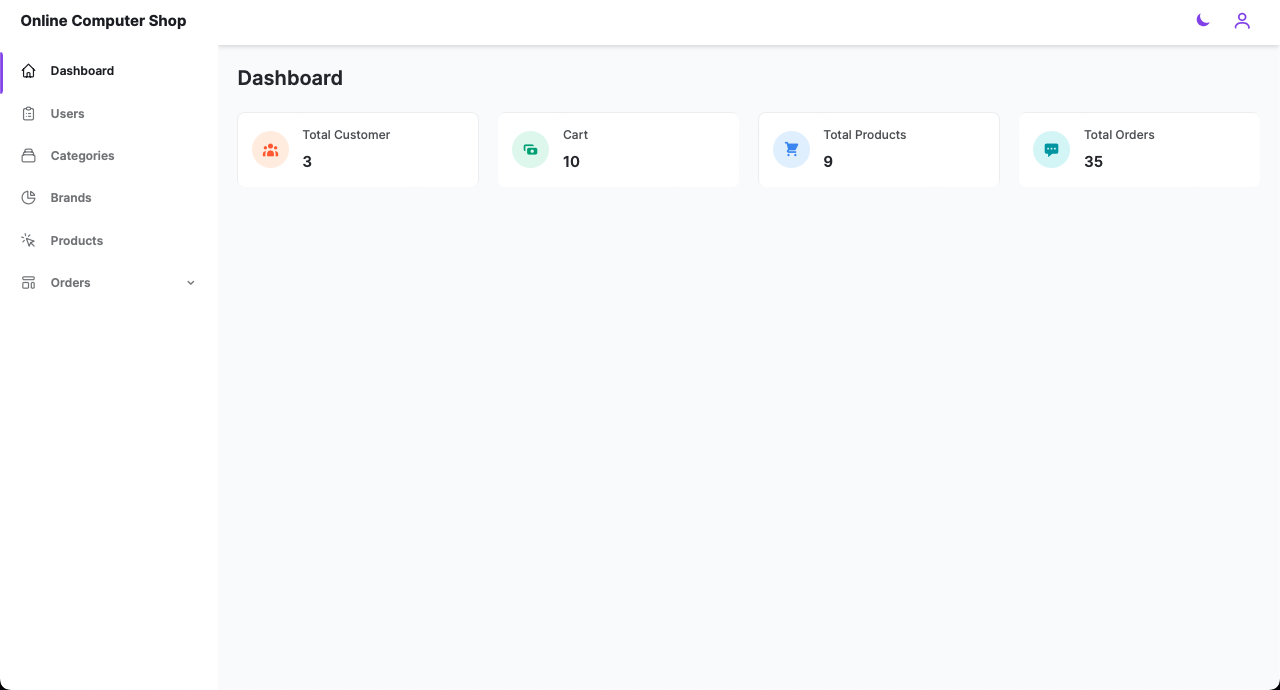 Online Computer Shop
Dashboard
Users
Categories
Brands
Products
Orders
Dashboard
Total Customer
3
Cart
10
Total Products
9
Total Orders
35